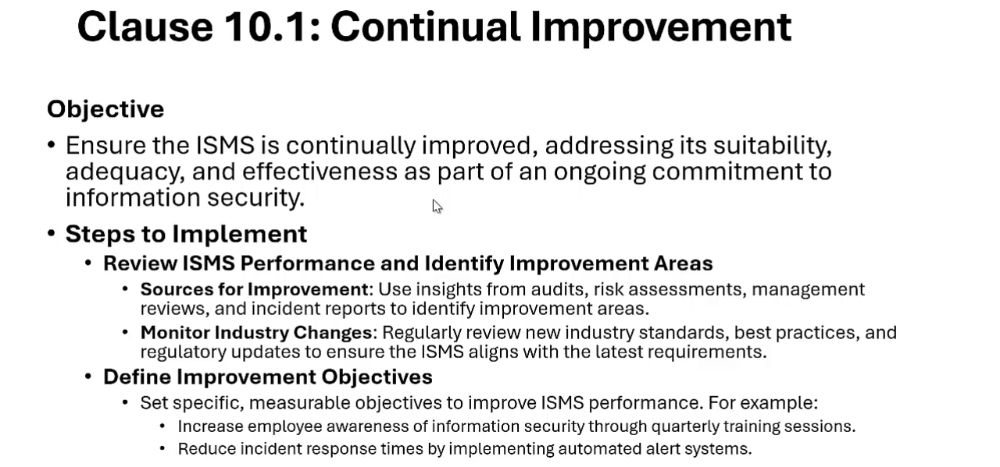 Clause 10.1: Continual Improvement
Objective
• Ensure the ISMS is continually improved, addressing its suitability,
adequacy, and effectiveness as part of an ongoing commitment to
information security.
• Steps to Implement
• Review ISMS Performance and Identify Improvement Areas
• Sources for Improvement: Use insights from audits, risk assessments, management
reviews, and incident reports to identify improvement areas.
• Monitor Industry Changes: Regularly review new industry standards, best practices, and
regulatory updates to ensure the ISMS aligns with the latest requirements.
• Define Improvement Objectives
• Set specific, measurable objectives to improve ISMS performance. For example:
• Increase employee awareness of information security through quarterly training sessions.
• Reduce incident response times by implementing automated alert systems.